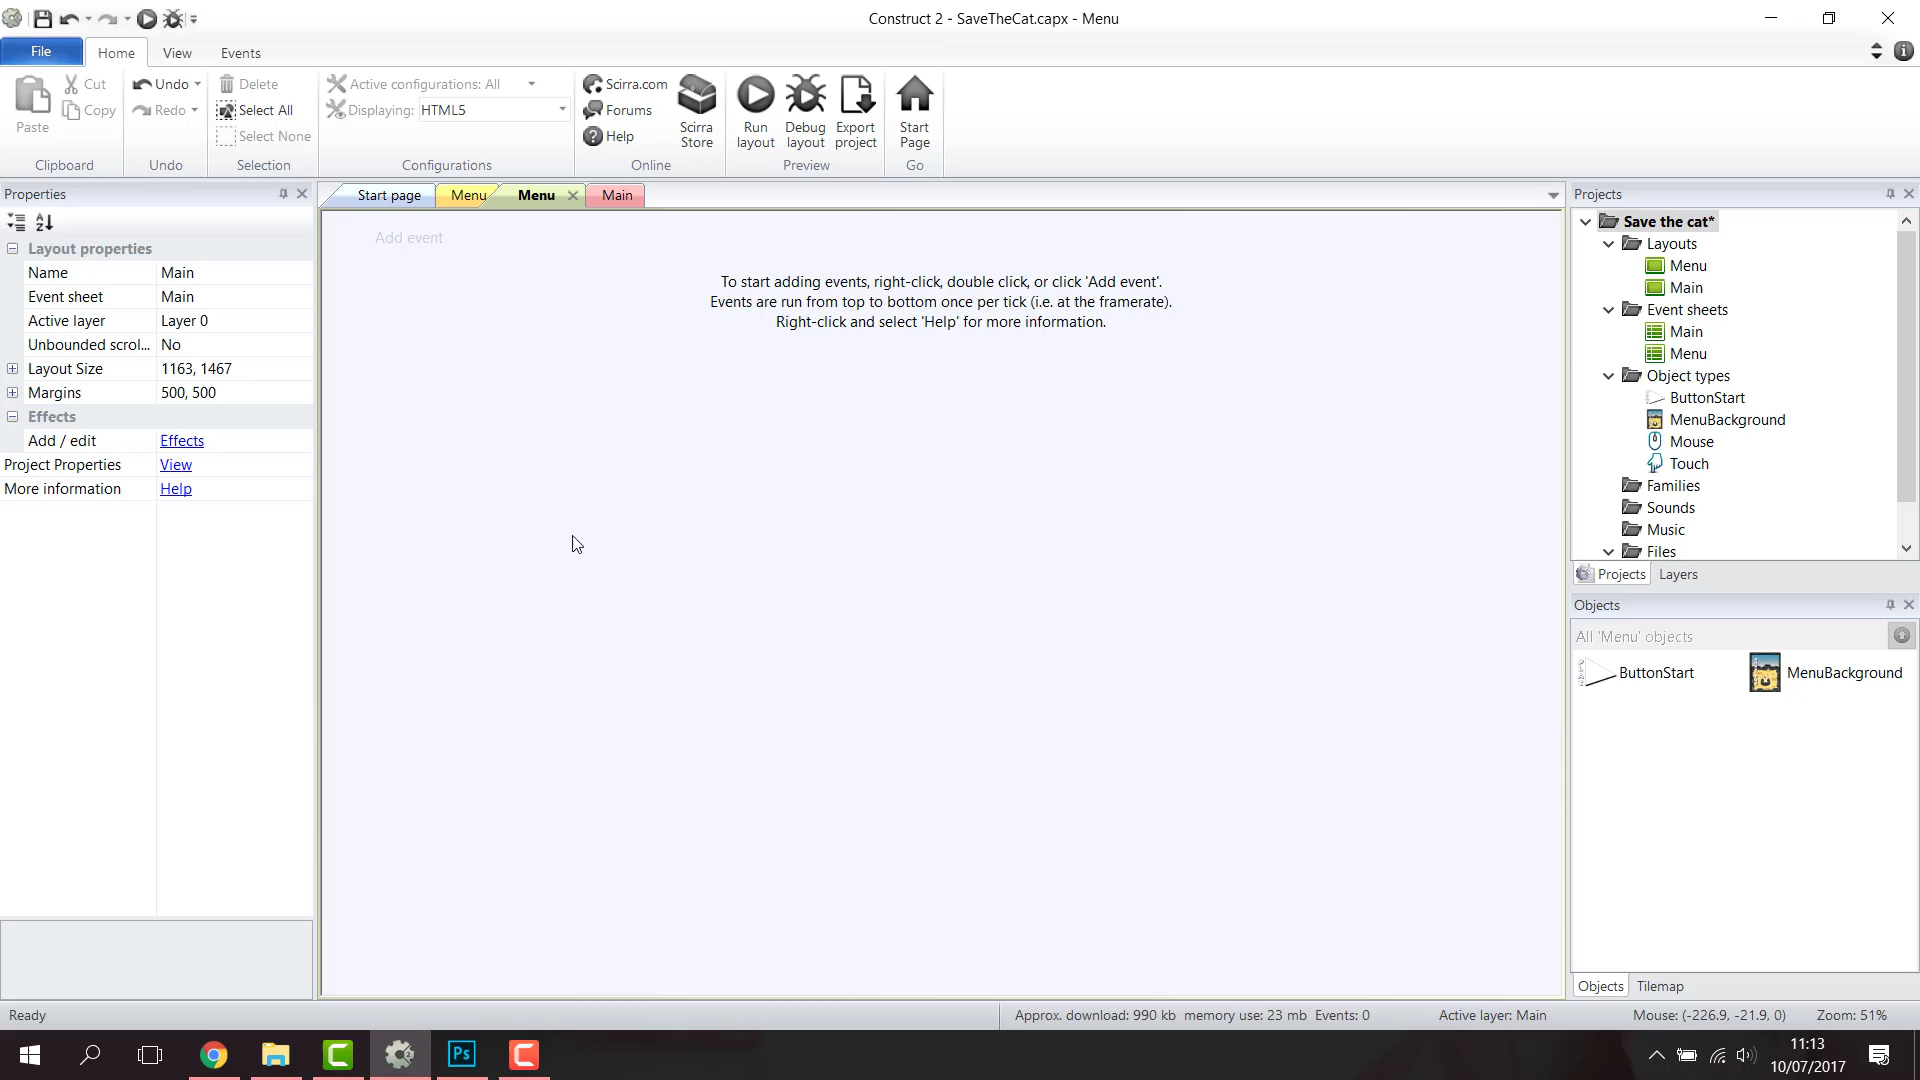 Construct 2 - SaveTheCat.capx - Menu
File Home View Events
Paste Cut Copy Clipboard
Undo Redo Undo
Delete Select All Select None Selection
Active configurations: All
Displaying: HTML5
Configurations
Scirra.com Forums Help Scirra Store Online
Run layout Debug layout Export project Preview
Start Page Go
Properties
Layout properties
Name Main
Event sheet Main
Active layer Layer 0
Unbounded scrol... No
Layout Size 1163, 1467
Margins 500, 500
Effects
Add / edit Effects
Project Properties View
More information Help
Start page Menu Menu Main
Add event
To start adding events, right-click, double click, or click 'Add event'.
Events are run from top to bottom once per tick (i.e. at the framerate).
Right-click and select 'Help' for more information.
Projects
Save the cat*
Layouts
Menu
Main
Event sheets
Main
Menu
Object types
ButtonStart
MenuBackground
Mouse
Touch
Families
Sounds
Music
Files
Projects Layers
Objects
All 'Menu' objects
ButtonStart MenuBackground
Objects Tilemap
Ready Approx. download: 990 kb memory use: 23 mb Events: 0 Active layer: Main Mouse: (-226.9, -21.9, 0) Zoom: 51%
Ps
11:13
10/07/2017